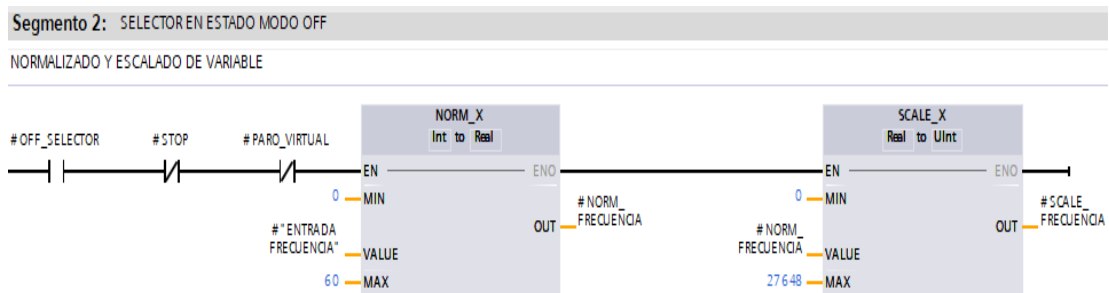 Segmento 2: SELECTOR EN ESTADO MODO OFF
NORMALIZADO Y ESCALADO DE VARIABLE
NORM_X
Int to Real
SCALE_X
Real to UInt
#OFF_SELECTOR
#STOP
#PARO_VIRTUAL
EN
ENO
EN
ENO
0
MIN
0
MIN
#"ENTRADA
FRECUENCIA"
VALUE
OUT
#NORM_
FRECUENCIA
#NORM_
FRECUENCIA
VALUE
OUT
#SCALE_
FRECUENCIA
60
MAX
27648
MAX